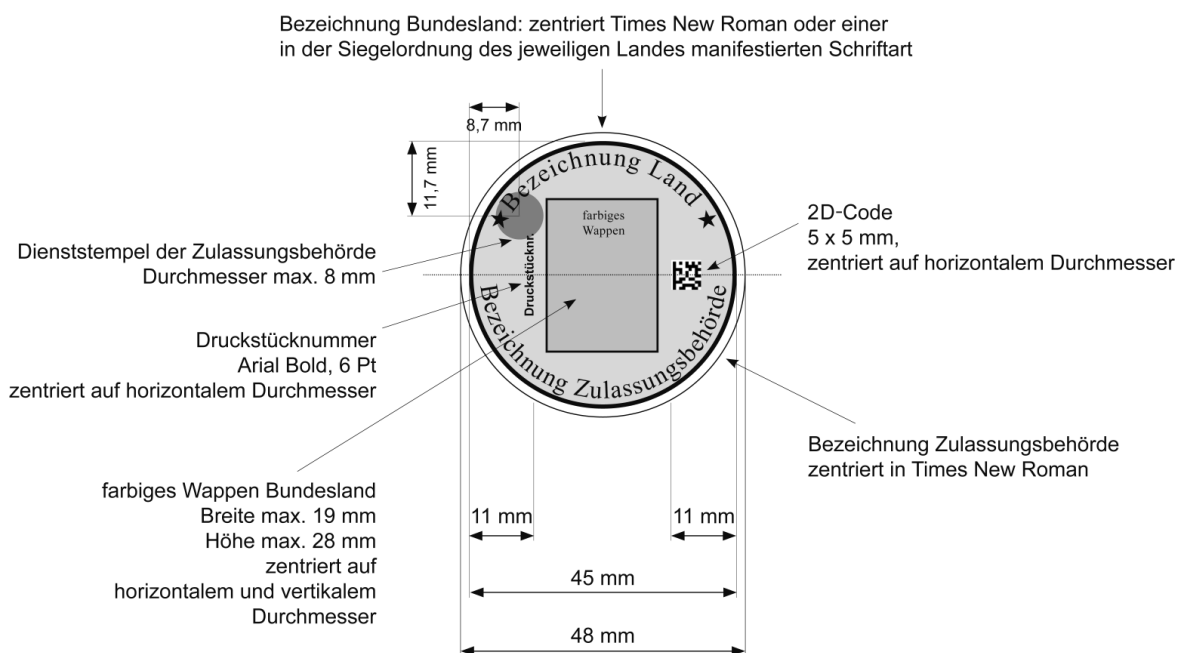 Bezeichnung Bundesland: zentriert Times New Roman oder einer
in der Siegelordnung des jeweiligen Landes manifestierten Schriftart
8,7 mm
11,7 mm
★Bezeichnung Land ★
farbiges
Wappen
Druckstücknr.
Bezeichnung Zulassungsbehörde
2D-Code
5 x 5 mm,
zentriert auf horizontalem Durchmesser
Dienststempel der Zulassungsbehörde
Durchmesser max. 8 mm
Druckstücknummer
Arial Bold, 6 Pt
zentriert auf horizontalem Durchmesser
Bezeichnung Zulassungsbehörde
zentriert in Times New Roman
farbiges Wappen Bundesland
Breite max. 19 mm
Höhe max. 28 mm
zentriert auf
horizontalem und vertikalem
Durchmesser
11 mm
11 mm
45 mm
48 mm